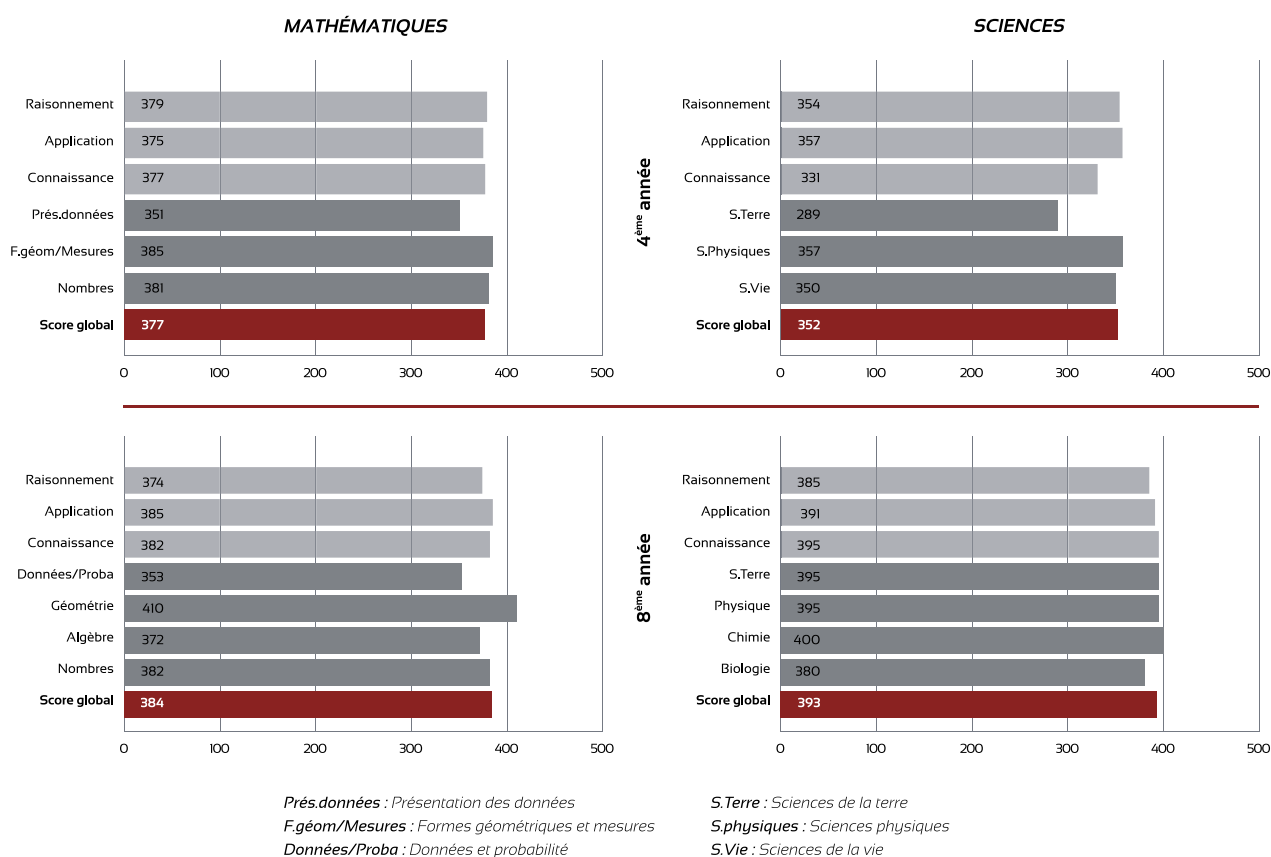 MATHÉMATIQUES
SCIENCES
4ème année
Raisonnement 379
Application 375
Connaissance 377
Prés.données 351
F.géom/Mesures 385
Nombres 381
Score global 377
0 100 200 300 400 500
Raisonnement 354
Application 357
Connaissance 331
S.Terre 289
S.Physiques 357
S.Vie 350
Score global 352
0 100 200 300 400 500
8ème année
Raisonnement 374
Application 385
Connaissance 382
Données/Proba 353
Géométrie 410
Algèbre 372
Nombres 382
Score global 384
0 100 200 300 400 500
Raisonnement 385
Application 391
Connaissance 395
S.Terre 395
Physique 395
Chimie 400
Biologie 380
Score global 393
0 100 200 300 400 500
Prés.données : Présentation des données
F.géom/Mesures : Formes géométriques et mesures
Données/Proba : Données et probabilité
S.Terre : Sciences de la terre
S.physiques : Sciences physiques
S.Vie : Sciences de la vie